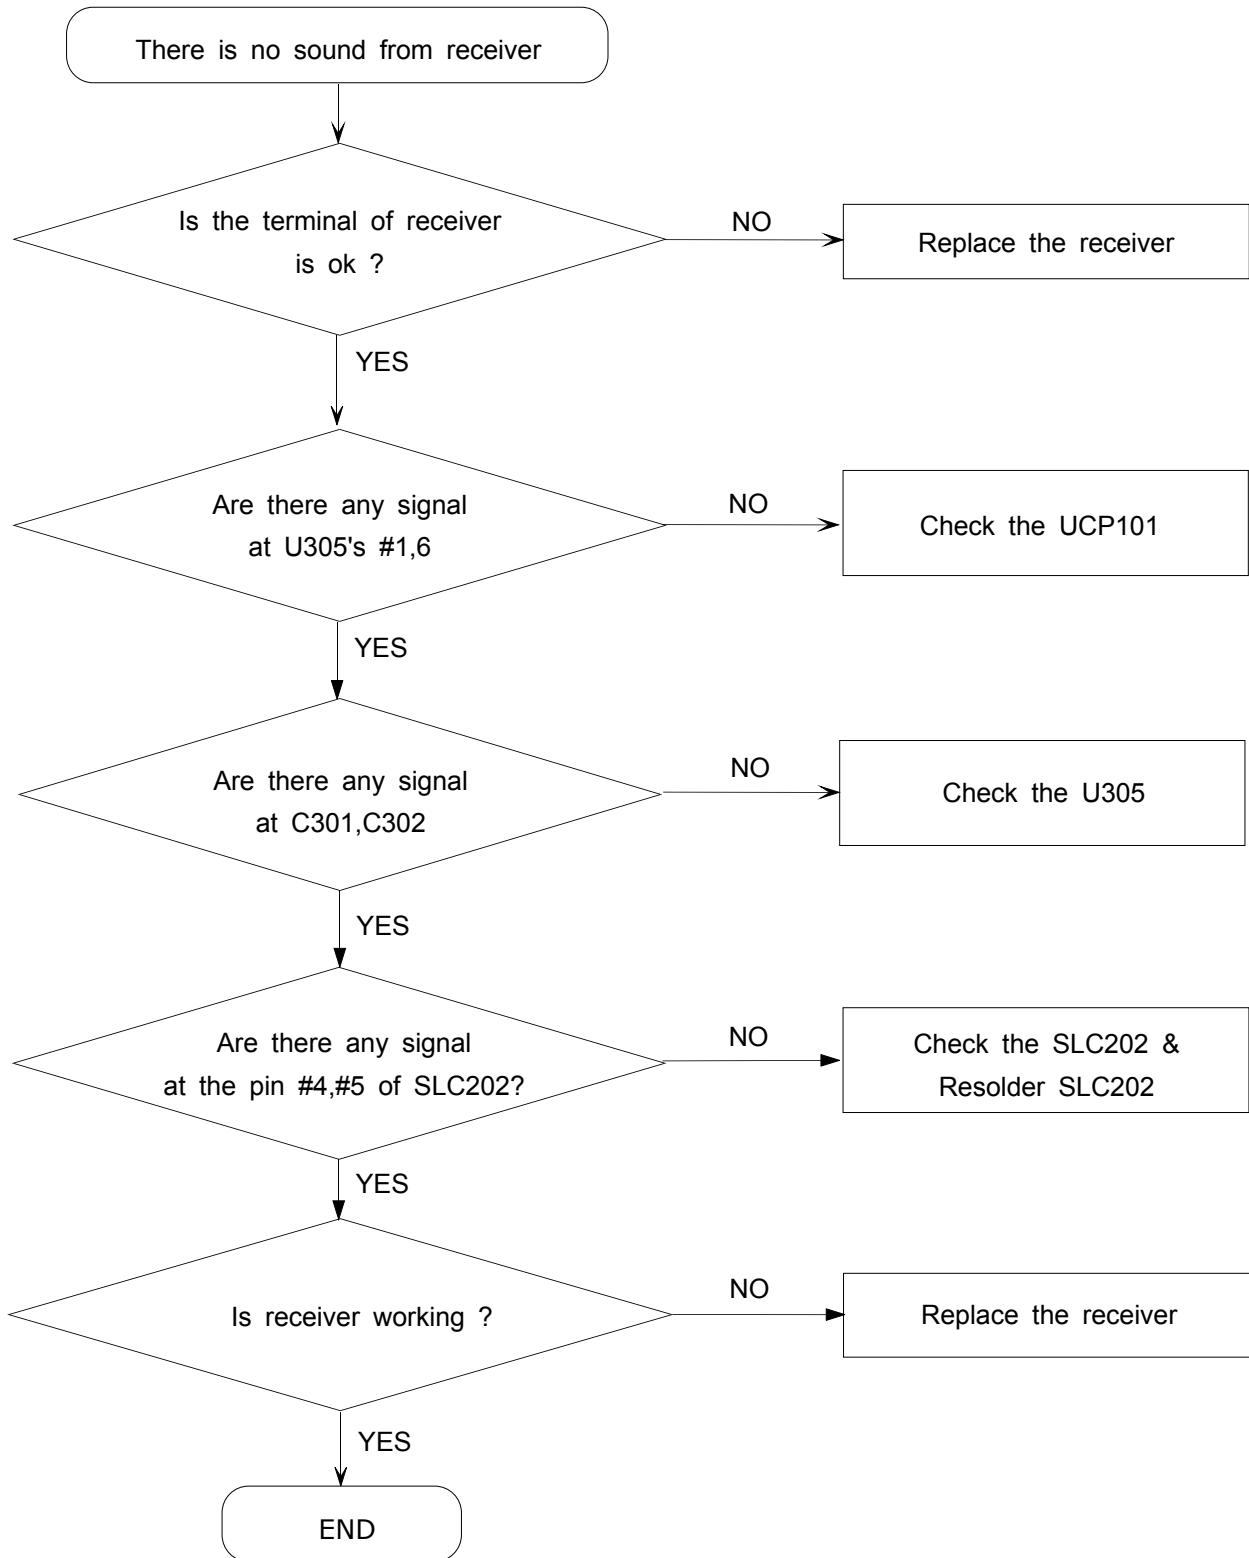 There is no sound from receiver
Is the terminal of receiver
is ok ?
NO
Replace the receiver
YES
Are there any signal
at U305's #1,6
NO
Check the UCP101
YES
Are there any signal
at C301,C302
NO
Check the U305
YES
Are there any signal
at the pin #4,#5 of SLC202?
NO
Check the SLC202 &
Resolder SLC202
YES
Is receiver working ?
NO
Replace the receiver
YES
END